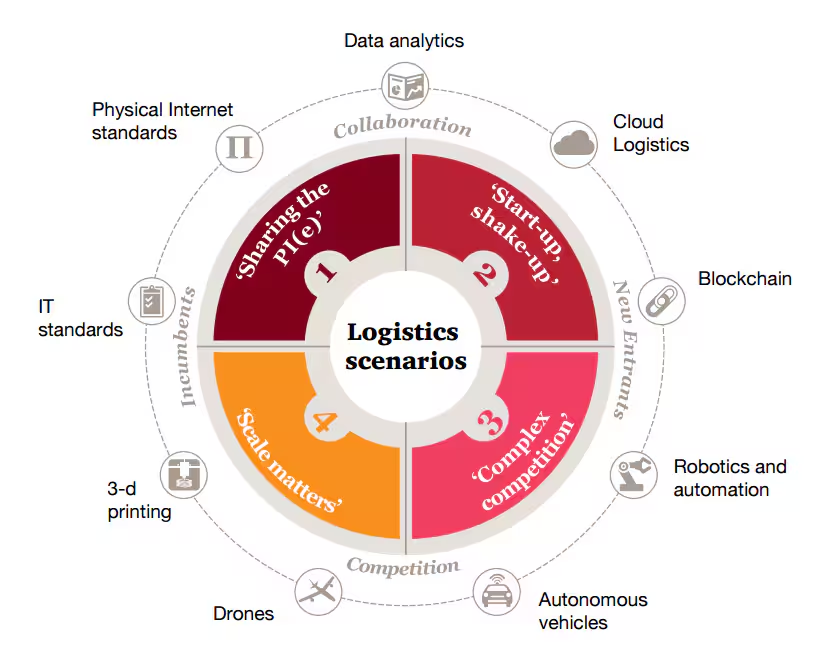 Data analytics
Physical Internet
standards
Π
Cloud
Logistics
Collaboration
‘Sharing the
PI(e)’
1
‘Start-up,
shake-up’
2
IT
standards
Incumbents
Logistics
scenarios
New Entrants
Blockchain
4
‘Scale matters’
3
‘Complex
competition’
3-d
printing
Robotics and
automation
Competition
Drones
Autonomous
vehicles